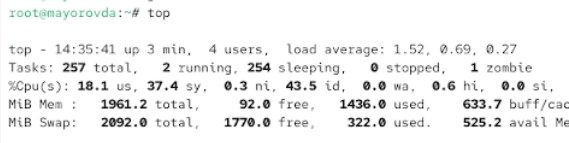 root@mayorovda:~# top
top - 14:35:41 up 3 min,  4 users,  load average: 1.52, 0.69, 0.27
Tasks: 257 total,   2 running, 254 sleeping,   0 stopped,   1 zombie
%Cpu(s): 18.1 us, 37.4 sy,  0.3 ni, 43.5 id,  0.0 wa,  0.6 hi,  0.0 si,
MiB Mem :   1961.2 total,     92.0 free,   1436.0 used,    633.7 buff/cac
MiB Swap:   2092.0 total,   1770.0 free,    322.0 used.    525.2 avail Me